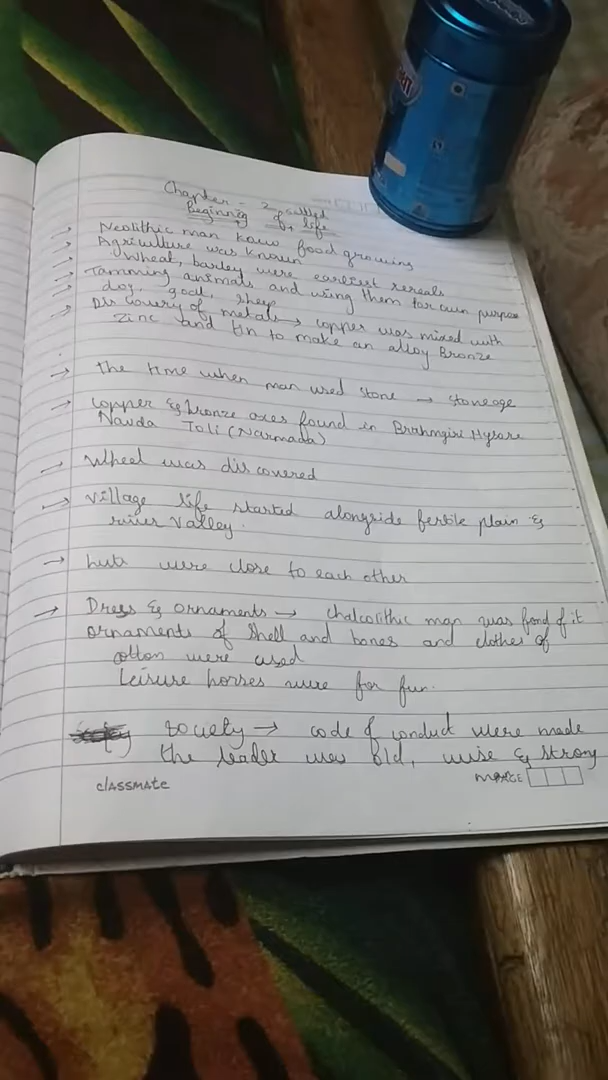 Chapter - 2
Beginning of settled life
→ Neolithic man know food growing
→ Agriculture was known
→ Wheat, barley were earliest cereals
→ Tamming animals and using them for own purpose
dog, goat, sheep
→ Discovery of metals → copper was mixed with
zinc and tin to make an alloy Bronze
→ the time when man used stone → stoneage
→ copper & bronze axes found in Brahmgiri Mysore
Navda Toli (Narmada)
→ Wheel was discovered
→ Village life started alongside fertile plain &
river valley.
→ huts were close to each other
→ Dress & ornaments → chalcolithic man was fond of it
ornaments of shell and bones and clothes of
cotton were used
Leisure horses were for fun.
society → code of conduct were made
the leader was old, wise & strong
classmate
PAGE